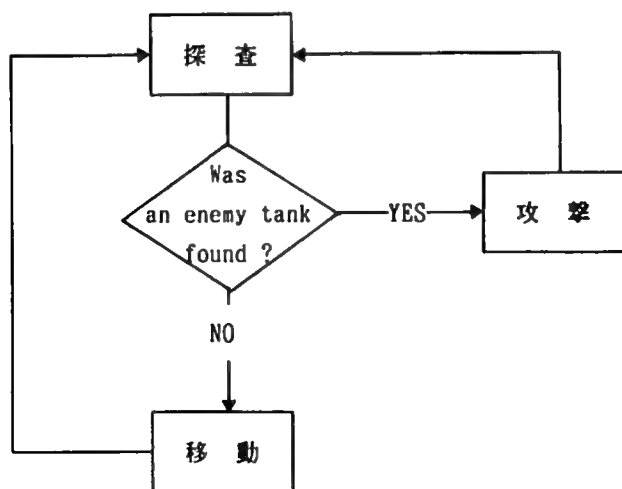 探 査
Was
an enemy tank
found ?
YES
攻 撃
NO
移 動